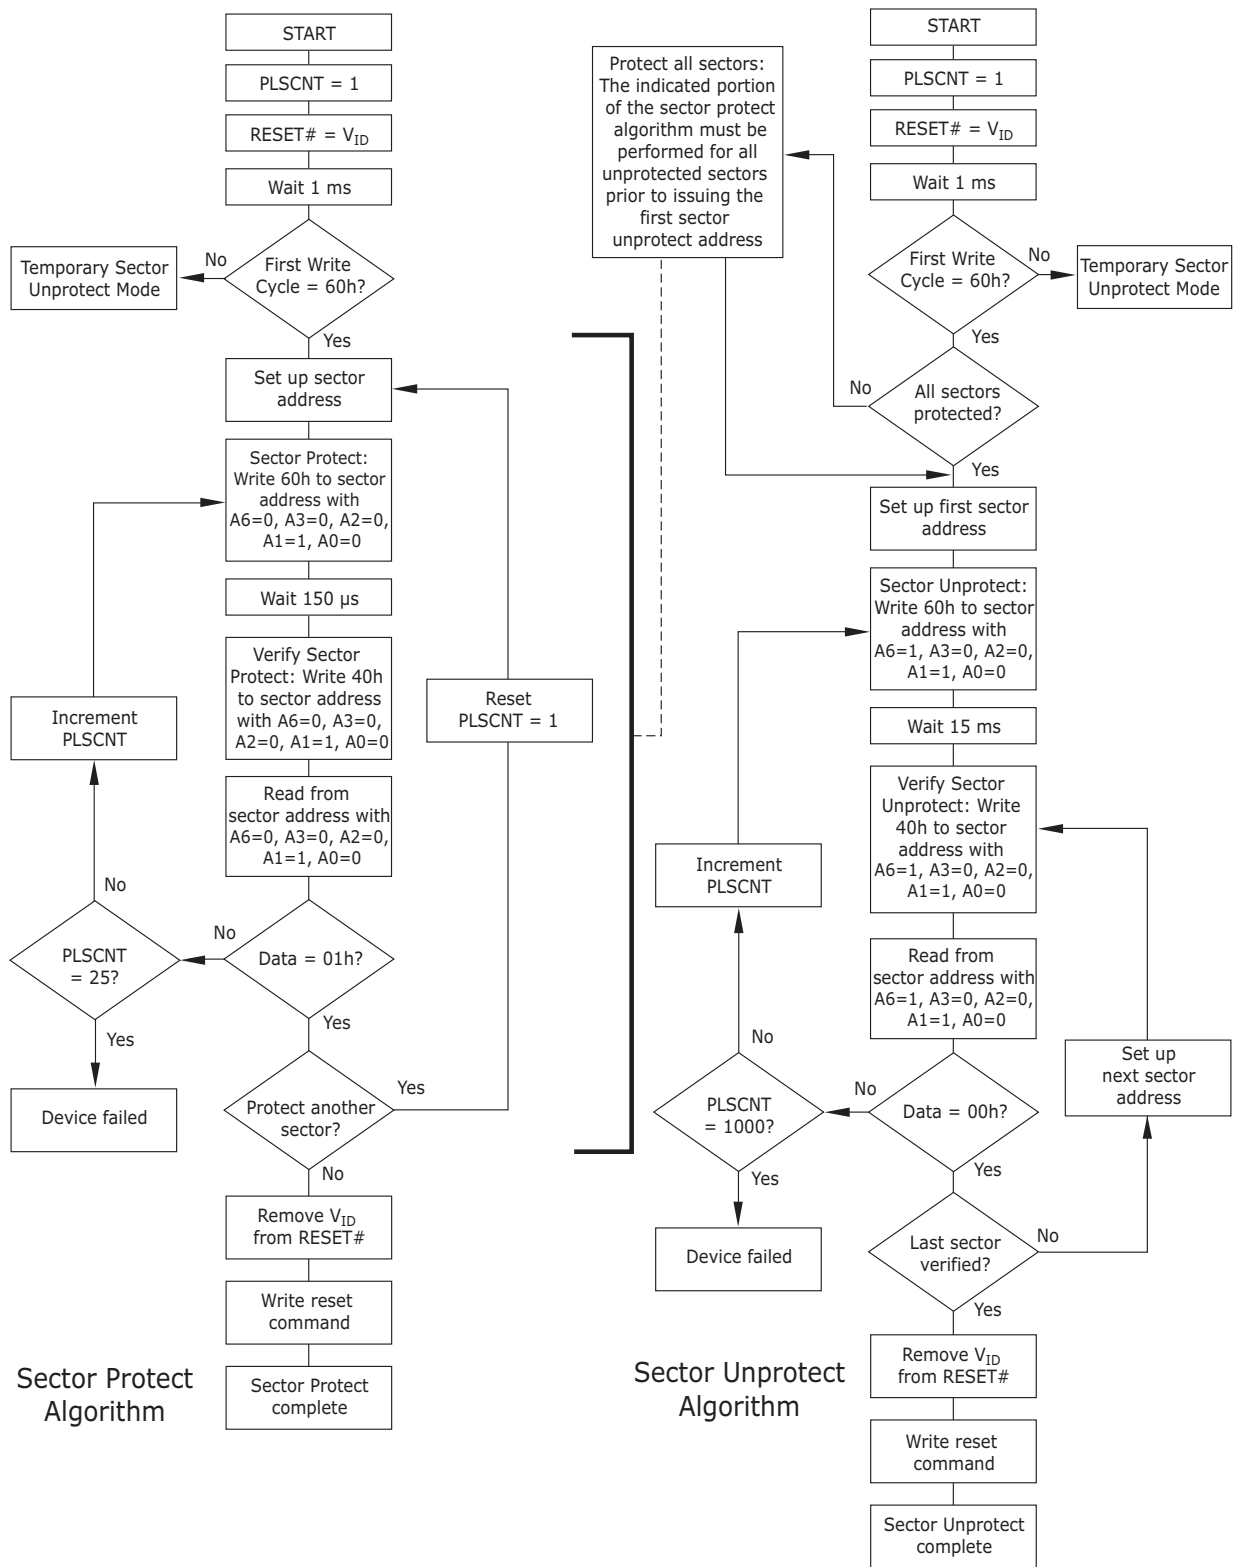 START
PLSCNT = 1
RESET# = VID
Wait 1 ms
First Write
Cycle = 60h?
No
Temporary Sector
Unprotect Mode
Yes
Set up sector
address
Sector Protect:
Write 60h to sector
address with
A6=0, A3=0, A2=0,
A1=1, A0=0
Wait 150 µs
Verify Sector
Protect: Write 40h
to sector address
with A6=0, A3=0,
A2=0, A1=1, A0=0
Increment
PLSCNT
Reset
PLSCNT = 1
Read from
sector address with
A6=0, A3=0, A2=0,
A1=1, A0=0
No
No
PLSCNT
= 25?
Data = 01h?
Yes
Yes
Device failed
Yes
Protect another
sector?
No
Remove VID
from RESET#
Write reset
command
Sector Protect
complete
Sector Protect
Algorithm
Protect all sectors:
The indicated portion
of the sector protect
algorithm must be
performed for all
unprotected sectors
prior to issuing the
first sector
unprotect address
START
PLSCNT = 1
RESET# = VID
Wait 1 ms
First Write
Cycle = 60h?
No
Temporary Sector
Unprotect Mode
Yes
No
All sectors
protected?
Yes
Set up first sector
address
Sector Unprotect:
Write 60h to sector
address with
A6=1, A3=0, A2=0,
A1=1, A0=0
Wait 15 ms
Verify Sector
Unprotect: Write
40h to sector
address with
A6=1, A3=0, A2=0,
A1=1, A0=0
Increment
PLSCNT
Read from
sector address with
A6=1, A3=0, A2=0,
A1=1, A0=0
No
No
PLSCNT
= 1000?
Data = 00h?
Set up
next sector
address
Yes
Yes
Device failed
Last sector
verified?
No
Yes
Remove VID
from RESET#
Write reset
command
Sector Unprotect
complete
Sector Unprotect
Algorithm